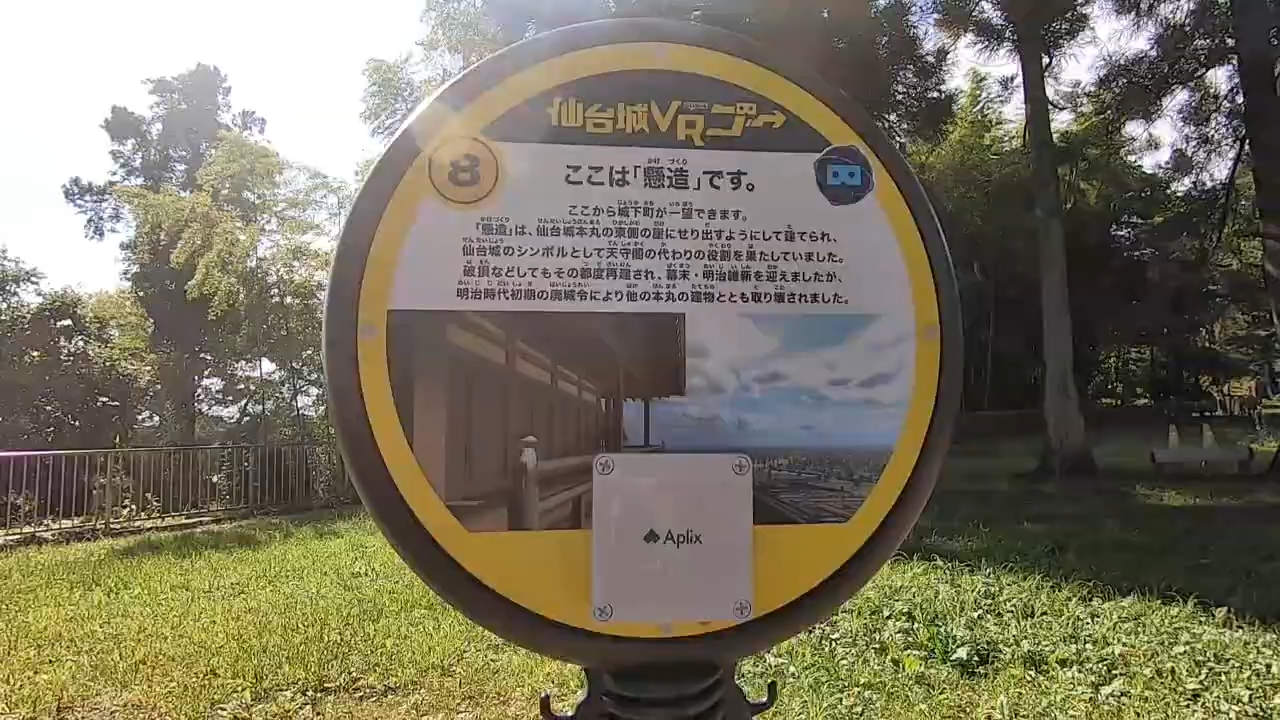 仙台城VRゴー
8
ここは「懸造」です。
ここから城下町が一望できます。
「懸造」は、仙台城本丸の東側の崖にせり出すようにして建てられ、
仙台城のシンボルとして天守閣の代わりの役割を果たしていました。
破損などしてもその都度再建され、幕末・明治維新を迎えましたが、
明治時代初期の廃城令により他の本丸の建物ととも取り壊されました。
Aplix